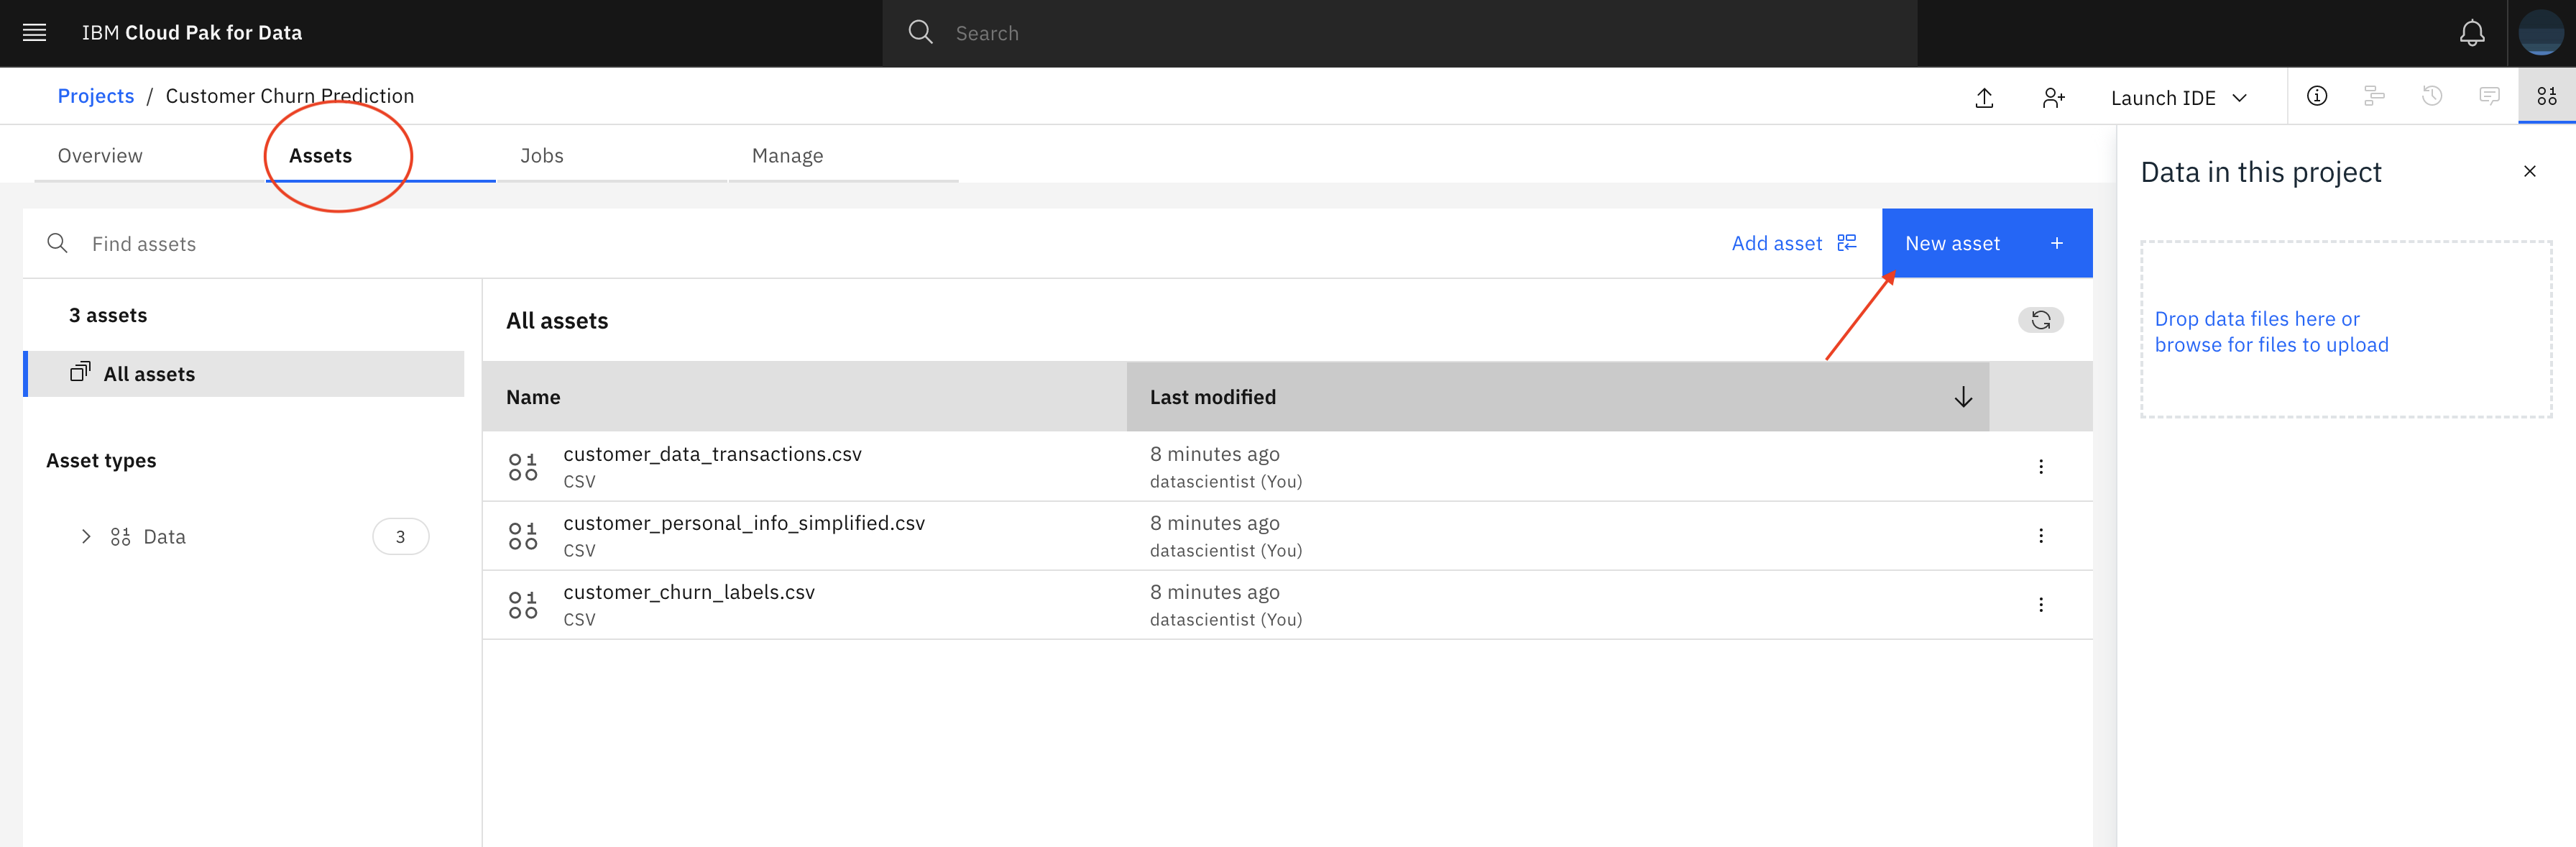 IBM Cloud Pak for Data
Search
Projects / Customer Churn Prediction
Launch IDE
Overview
Assets
Jobs
Manage
Data in this project
Find assets
Add asset
New asset +
Drop data files here or
browse for files to upload
3 assets
All assets
Asset types
Data 3
All assets
Name
Last modified
customer_data_transactions.csv
CSV
8 minutes ago
datascientist (You)
customer_personal_info_simplified.csv
CSV
8 minutes ago
datascientist (You)
customer_churn_labels.csv
CSV
8 minutes ago
datascientist (You)